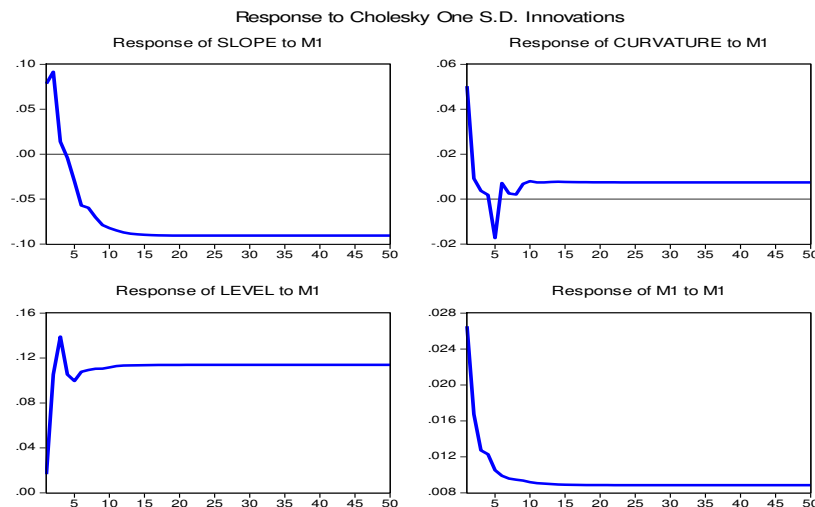 Response to Cholesky One S.D. Innovations
Response of SLOPE to M1
.10
.05
.00
-.05
-.10
5 10 15 20 25 30 35 40 45 50
Response of CURVATURE to M1
.06
.04
.02
.00
-.02
5 10 15 20 25 30 35 40 45 50
Response of LEVEL to M1
.16
.12
.08
.04
.00
5 10 15 20 25 30 35 40 45 50
Response of M1 to M1
.028
.024
.020
.016
.012
.008
5 10 15 20 25 30 35 40 45 50